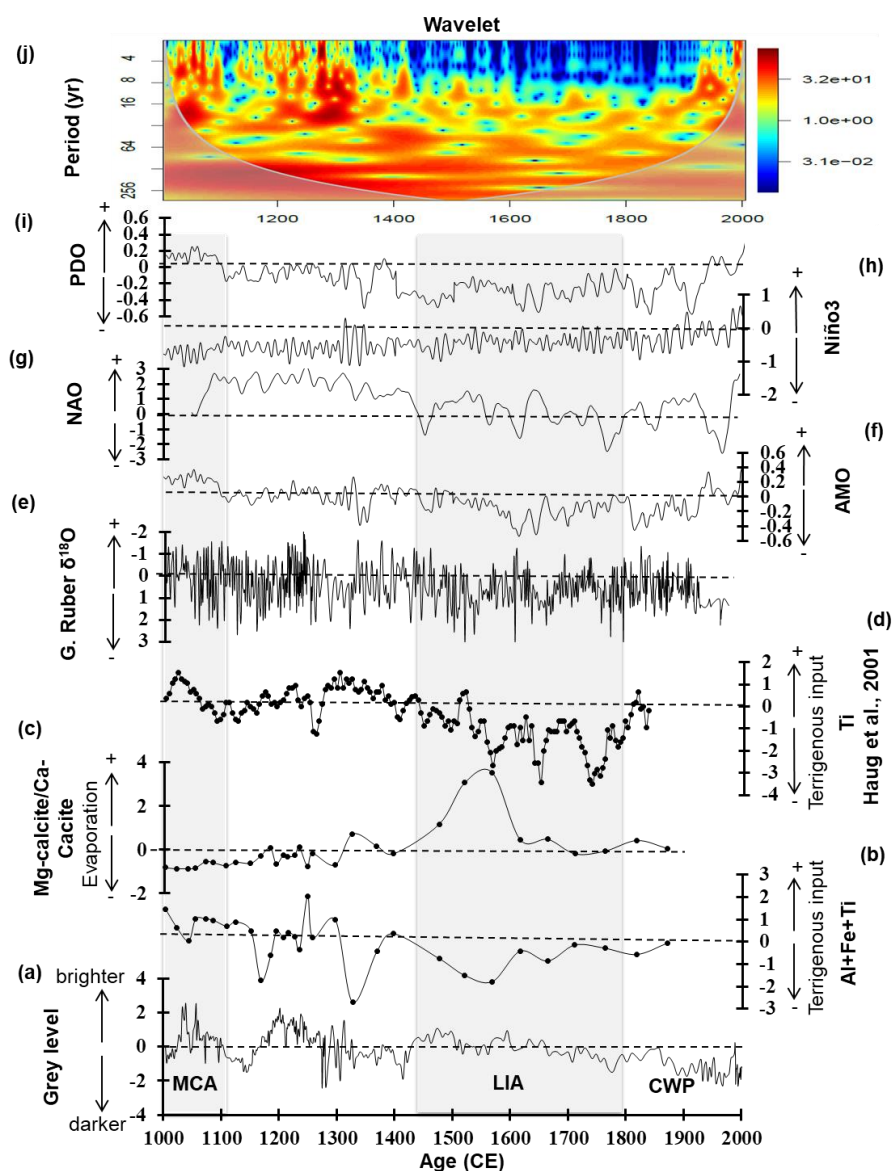 Wavelet
(j)
Period (yr)
4
8
16
64
256
3.2e+01
1.0e+00
3.1e-02
1200
1400
1600
1800
2000
(i)
PDO
+
-
0.6
0.4
0.2
0
-0.2
-0.4
-0.6
(h)
Niño3
+
-
1
0
-1
-2
(g)
NAO
+
-
3
2
1
0
-1
-2
-3
(f)
AMO
+
-
0.6
0.4
0.2
0
-0.2
-0.4
-0.6
(e)
G. Ruber δ18O
+
-
-2
-1
0
1
2
3
(d)
Ti
Haug et al., 2001
Terrigenous input
+
-
2
1
0
-1
-2
-3
-4
(c)
Mg-calcite/Ca-
Cacite
Evaporation
+
-
4
2
0
-2
(b)
Al+Fe+Ti
Terrigenous input
+
-
3
2
1
0
-1
-2
-3
(a)
Grey level
brighter
darker
4
2
0
-2
-4
MCA
LIA
CWP
1000 1100 1200 1300 1400 1500 1600 1700 1800 1900 2000
Age (CE)